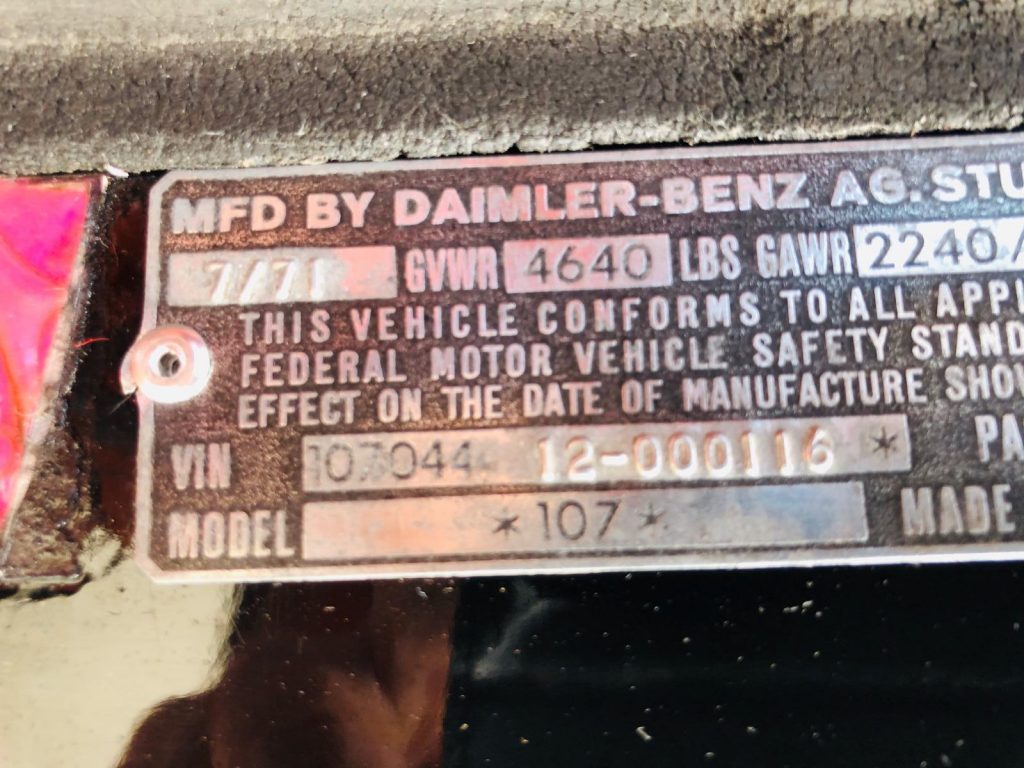 MFD BY DAIMLER-BENZ AG. STU
7/71 GVWR 4640 LBS GAWR 2240/
THIS VEHICLE CONFORMS TO ALL APPL
FEDERAL MOTOR VEHICLE SAFETY STAND
EFFECT ON THE DATE OF MANUFACTURE SHO
VIN 107044 12-000116 * PA
MODEL *107* MADE